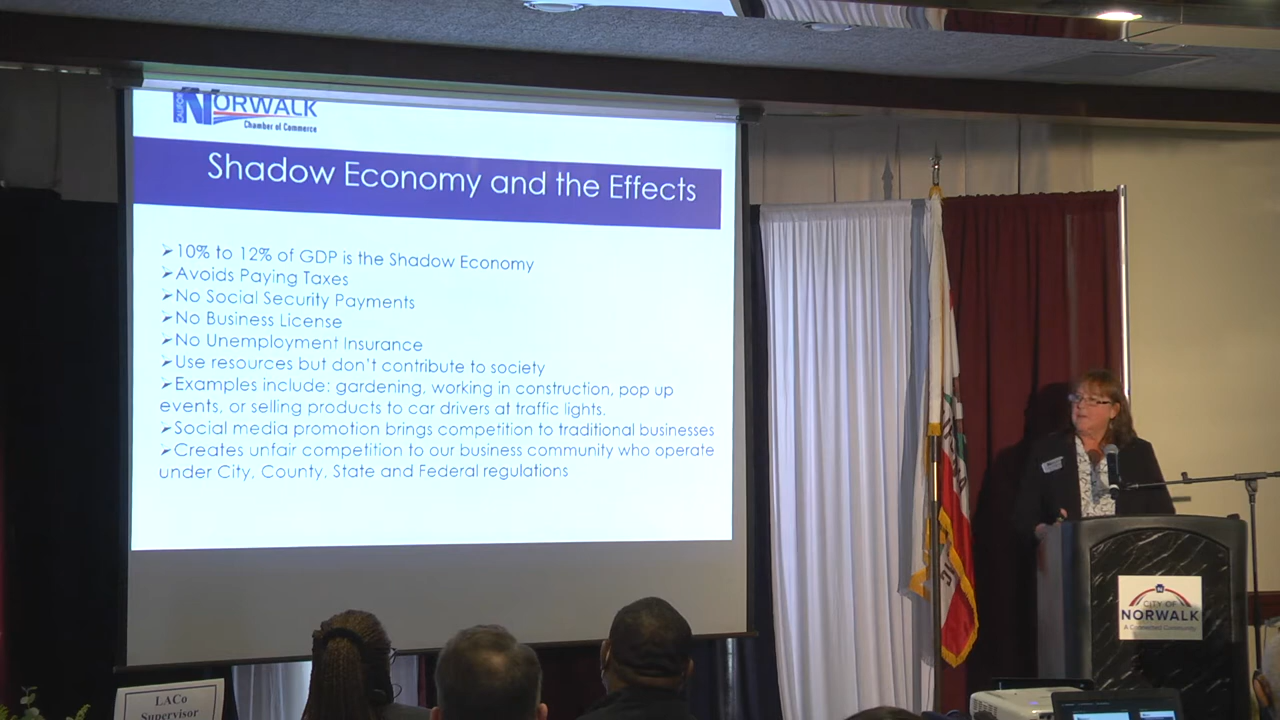 NORWALK
Chamber of Commerce
Shadow Economy and the Effects
➢10% to 12% of GDP is the Shadow Economy
➢Avoids Paying Taxes
➢No Social Security Payments
➢No Business License
➢No Unemployment Insurance
➢Use resources but don't contribute to society
➢Examples include: gardening, working in construction, pop up
events, or selling products to car drivers at traffic lights.
➢Social media promotion brings competition to traditional businesses
➢Creates unfair competition to our business community who operate
under City, County, State and Federal regulations
CITY OF
NORWALK
A Connected Community
LACo
Supervisor